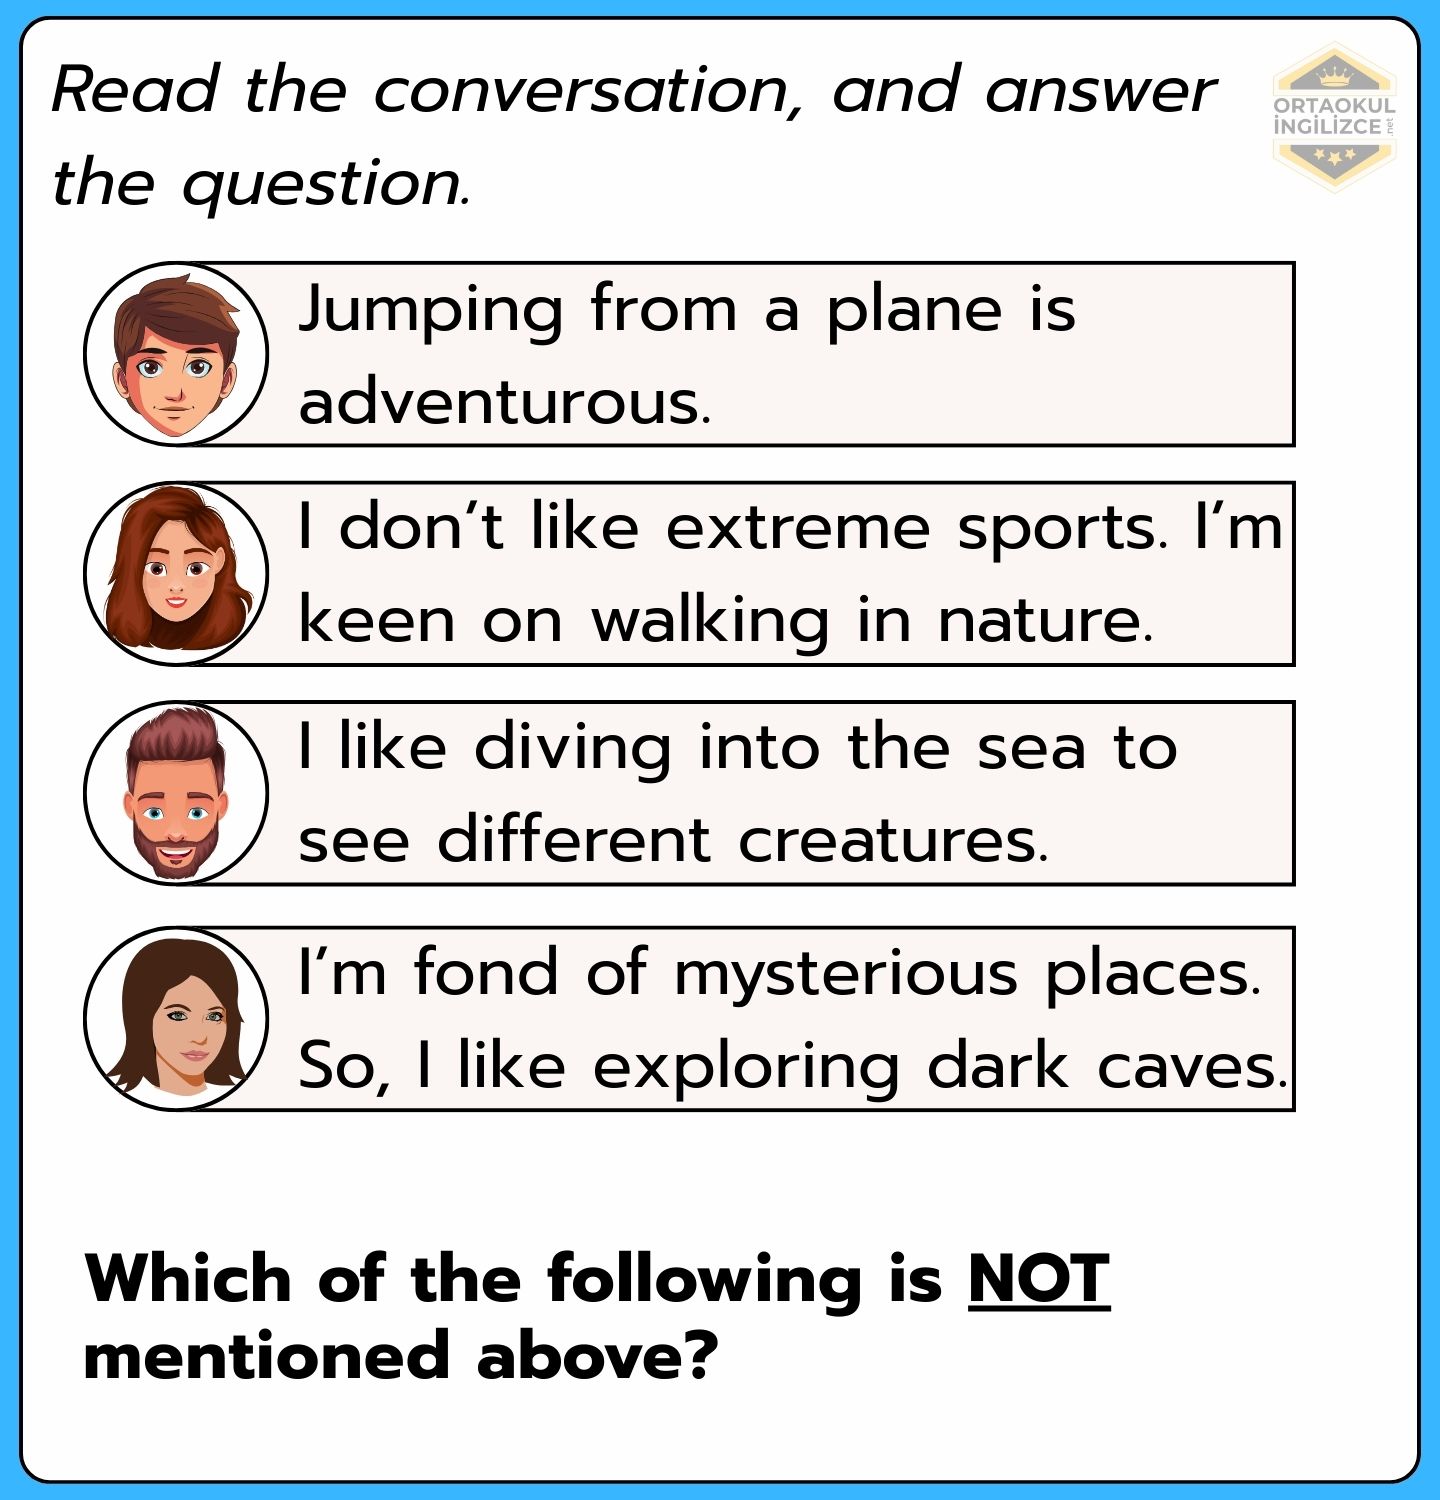 Read the conversation, and answer
the question.
ORTAOKUL
İNGİLİZCE
.net
Jumping from a plane is
adventurous.
I don’t like extreme sports. I’m
keen on walking in nature.
I like diving into the sea to
see different creatures.
I’m fond of mysterious places.
So, I like exploring dark caves.
Which of the following is NOT
mentioned above?